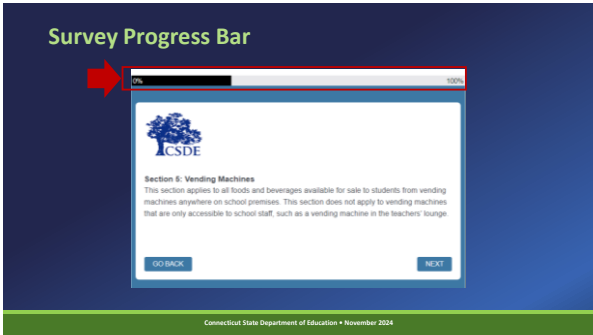 Survey Progress Bar
0% 100%
CSDE
Section 5: Vending Machines
This section applies to all foods and beverages available for sale to students from vending
machines anywhere on school premises. This section does not apply to vending machines
that are only accessible to school staff, such as a vending machine in the teachers' lounge
GO BACK NEXT
Connecticut State Department of Education • November 2024